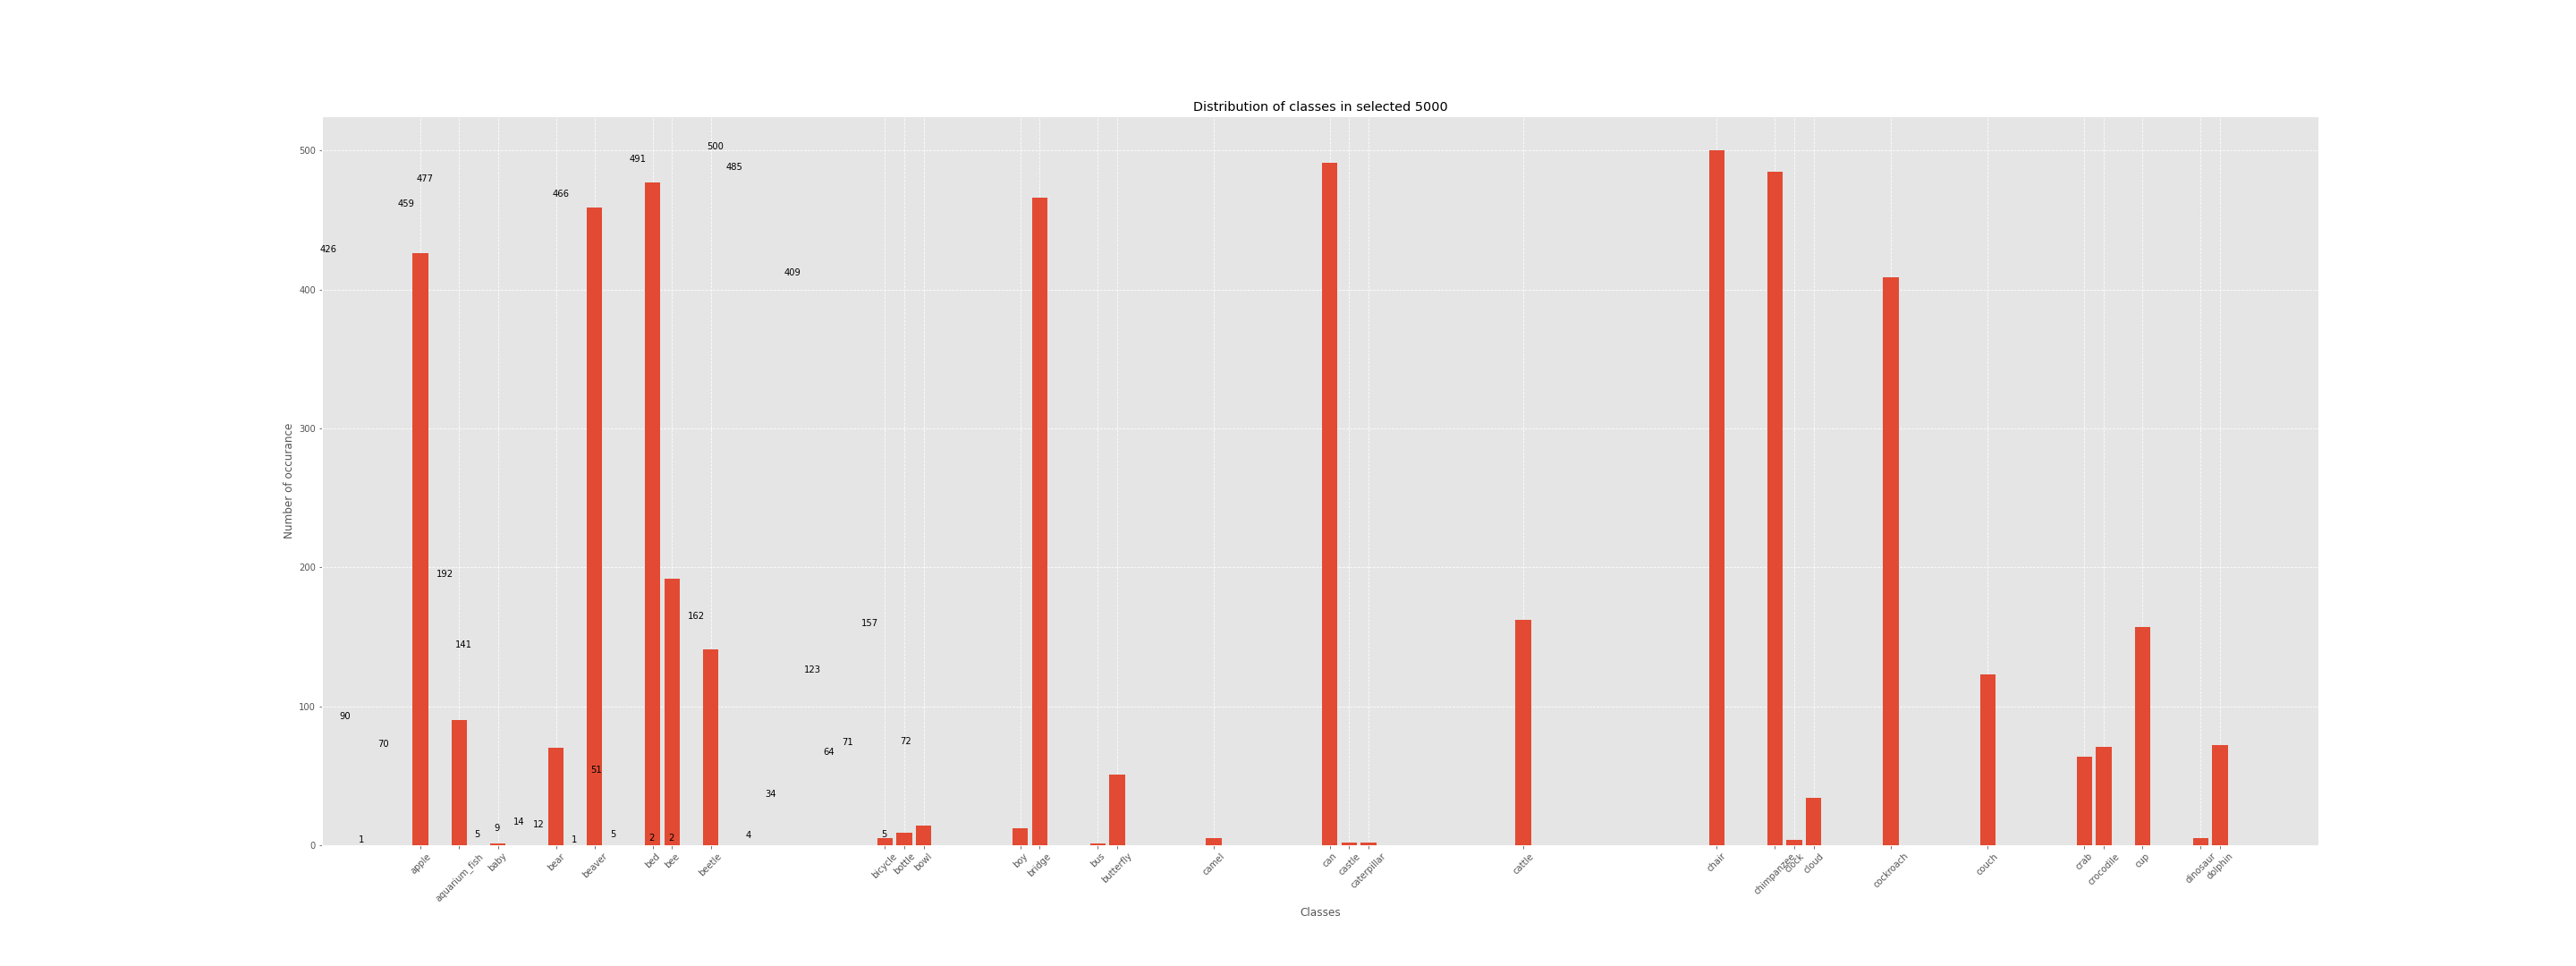 Distribution of classes in selected 5000
Number of occurance
500
400
300
200
100
0
426
90
1
70
459
477
192
141
5
9
14
12
466
1
51
5
491
2
2
162
500
485
4
34
409
123
64
71
157
5
72
apple
aquarium_fish
baby
bear
beaver
bed
bee
beetle
bicycle
bottle
bowl
boy
bridge
bus
butterfly
camel
can
castle
caterpillar
cattle
chair
chimpanzee
clock
cloud
cockroach
couch
crab
crocodile
cup
dinosaur
dolphin
Classes